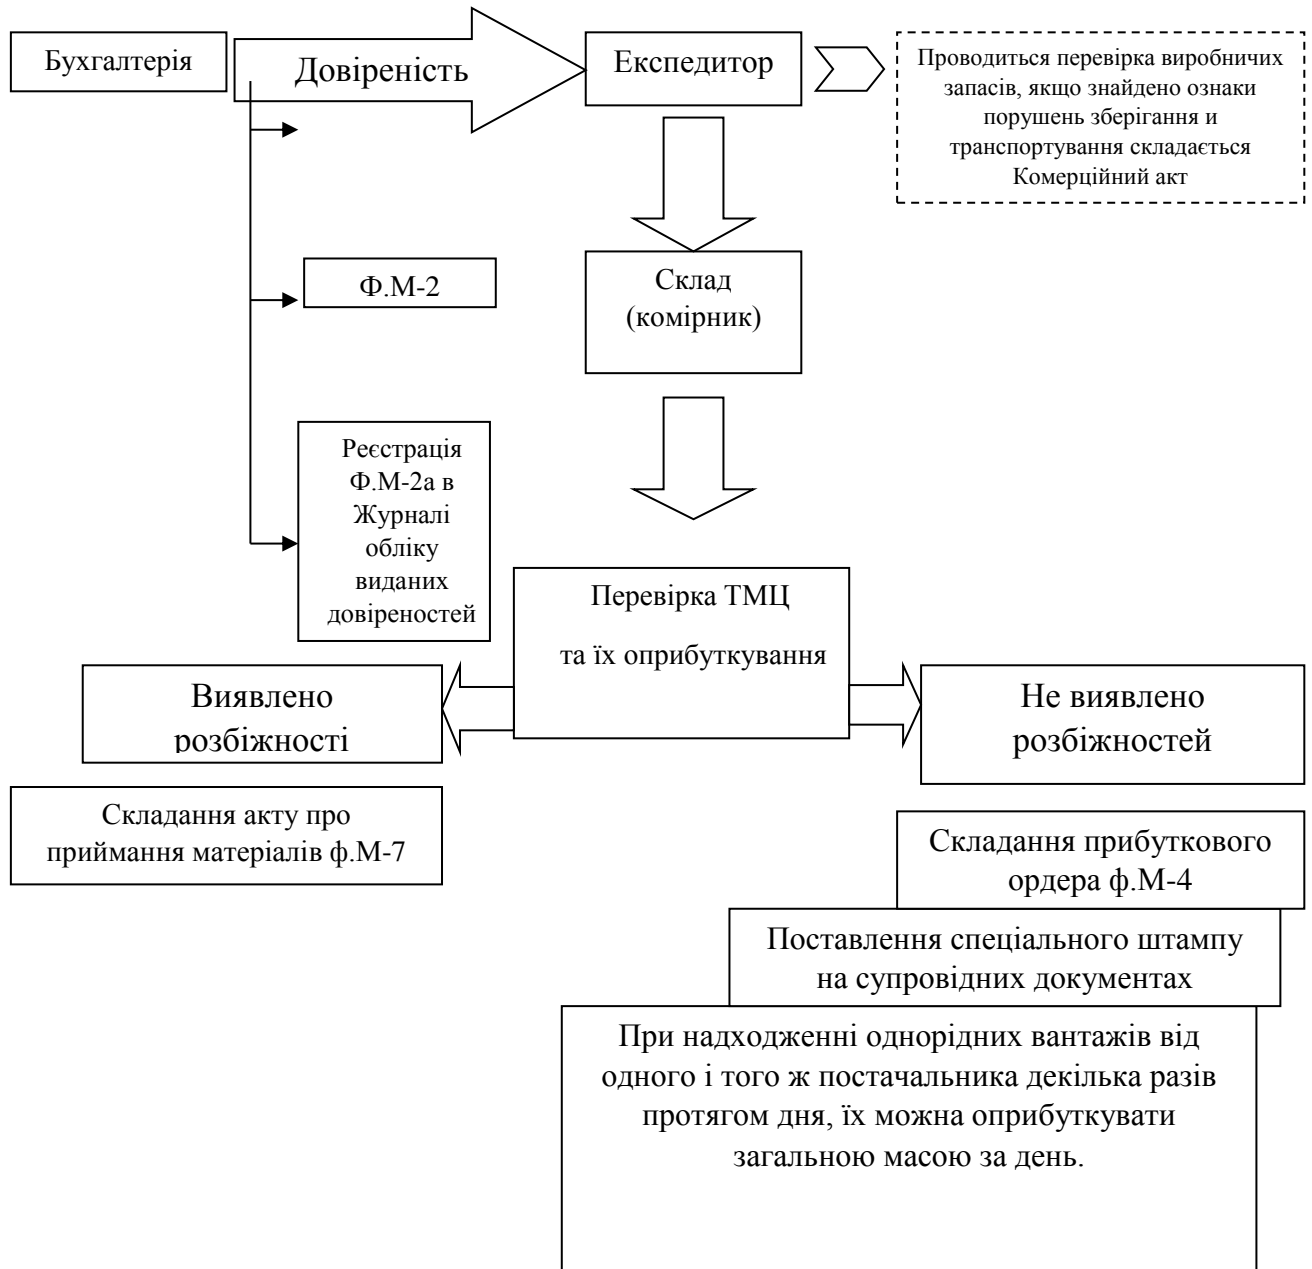 Бухгалтерія
Довіреність
Експедитор
Проводиться перевірка виробничих
запасів, якщо знайдено ознаки
порушень зберігання и
транспортування складається
Комерційний акт
Ф.М-2
Склад
(комірник)
Реєстрація
Ф.М-2а в
Журналі
обліку
виданих
довіреностей
Перевірка ТМЦ
та їх оприбуткування
Виявлено
розбіжності
Не виявлено
розбіжностей
Складання акту про
приймання матеріалів ф.М-7
Складання прибуткового
ордера ф.М-4
Поставлення спеціального штампу
на супровідних документах
При надходженні однорідних вантажів від
одного і того ж постачальника декілька разів
протягом дня, їх можна оприбуткувати
загальною масою за день.